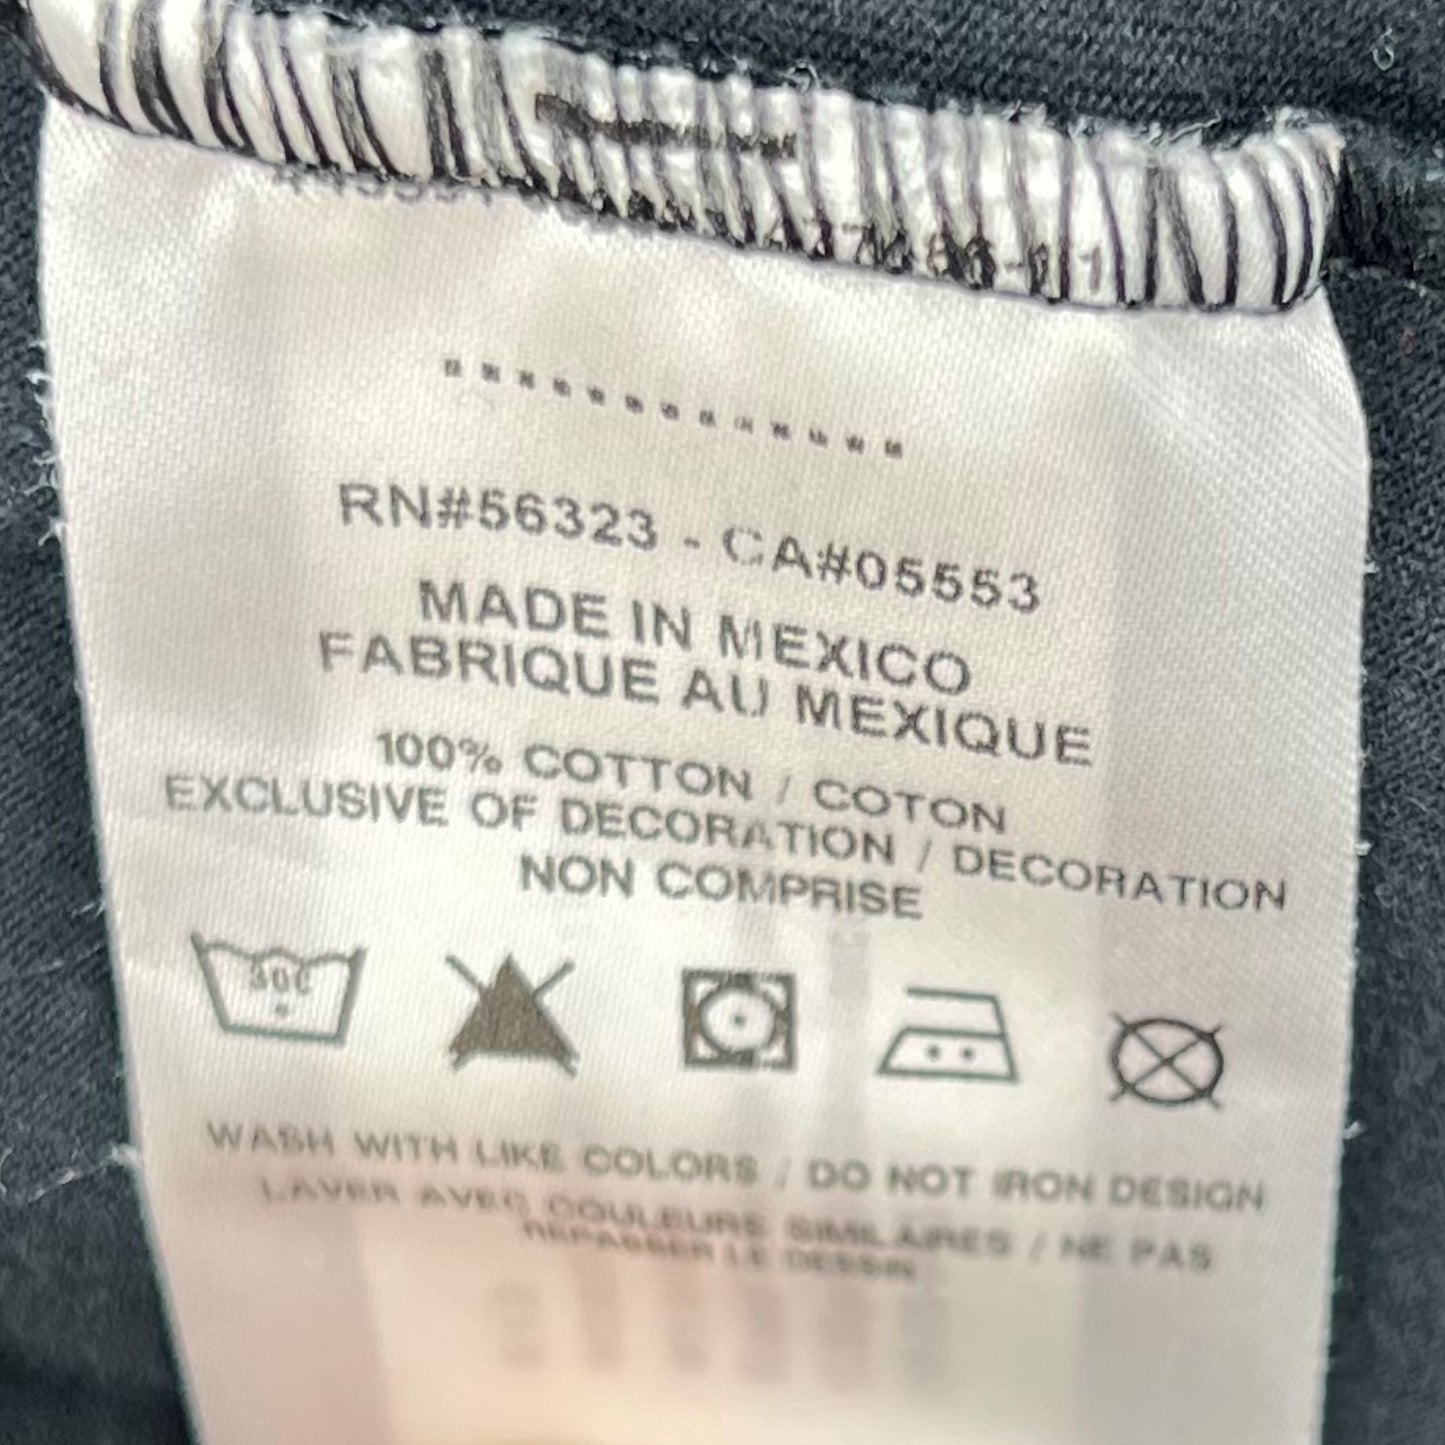 RN#56323 - CA#05553
MADE IN MEXICO
FABRIQUE AU MEXIQUE
100% COTTON / COTON
EXCLUSIVE OF DECORATION / DECORATION
NON COMPRISE
30C
WASH WITH LIKE COLORS / DO NOT IRON DESIGN
LAVER AVEC COULEURS SIMILAIRES / NE PAS
REPASSER LE DESSIN